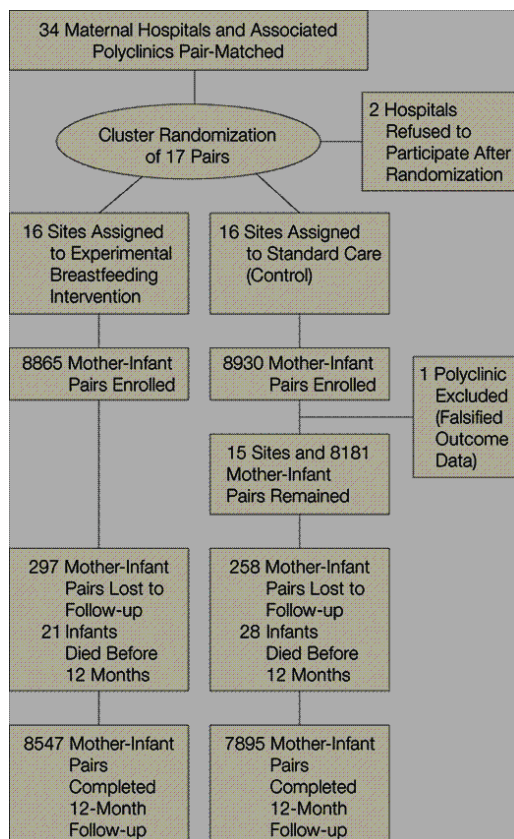 34 Maternal Hospitals and Associated
Polyclinics Pair-Matched
Cluster Randomization
of 17 Pairs
2 Hospitals
Refused to
Participate After
Randomization
16 Sites Assigned
to Experimental
Breastfeeding
Intervention
16 Sites Assigned
to Standard Care
(Control)
8865 Mother-Infant
Pairs Enrolled
8930 Mother-Infant
Pairs Enrolled
1 Polyclinic
Excluded
(Falsified
Outcome
Data)
15 Sites and 8181
Mother-Infant
Pairs Remained
297 Mother-Infant
Pairs Lost to
Follow-up
21 Infants
Died Before
12 Months
258 Mother-Infant
Pairs Lost to
Follow-up
28 Infants
Died Before
12 Months
8547 Mother-Infant
Pairs
Completed
12-Month
Follow-up
7895 Mother-Infant
Pairs
Completed
12-Month
Follow-up